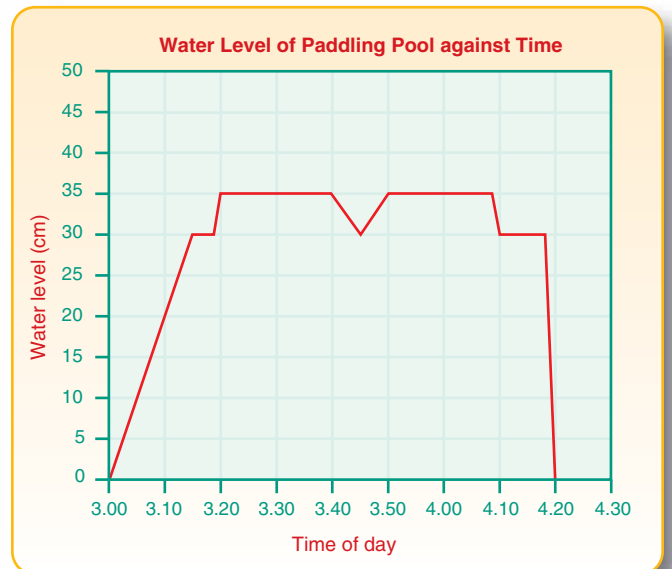 Water Level of Paddling Pool against Time
Water level (cm)
50
45
40
35
30
25
20
15
10
5
0
3.00 3.10 3.20 3.30 3.40 3.50 4.00 4.10 4.20 4.30
Time of day